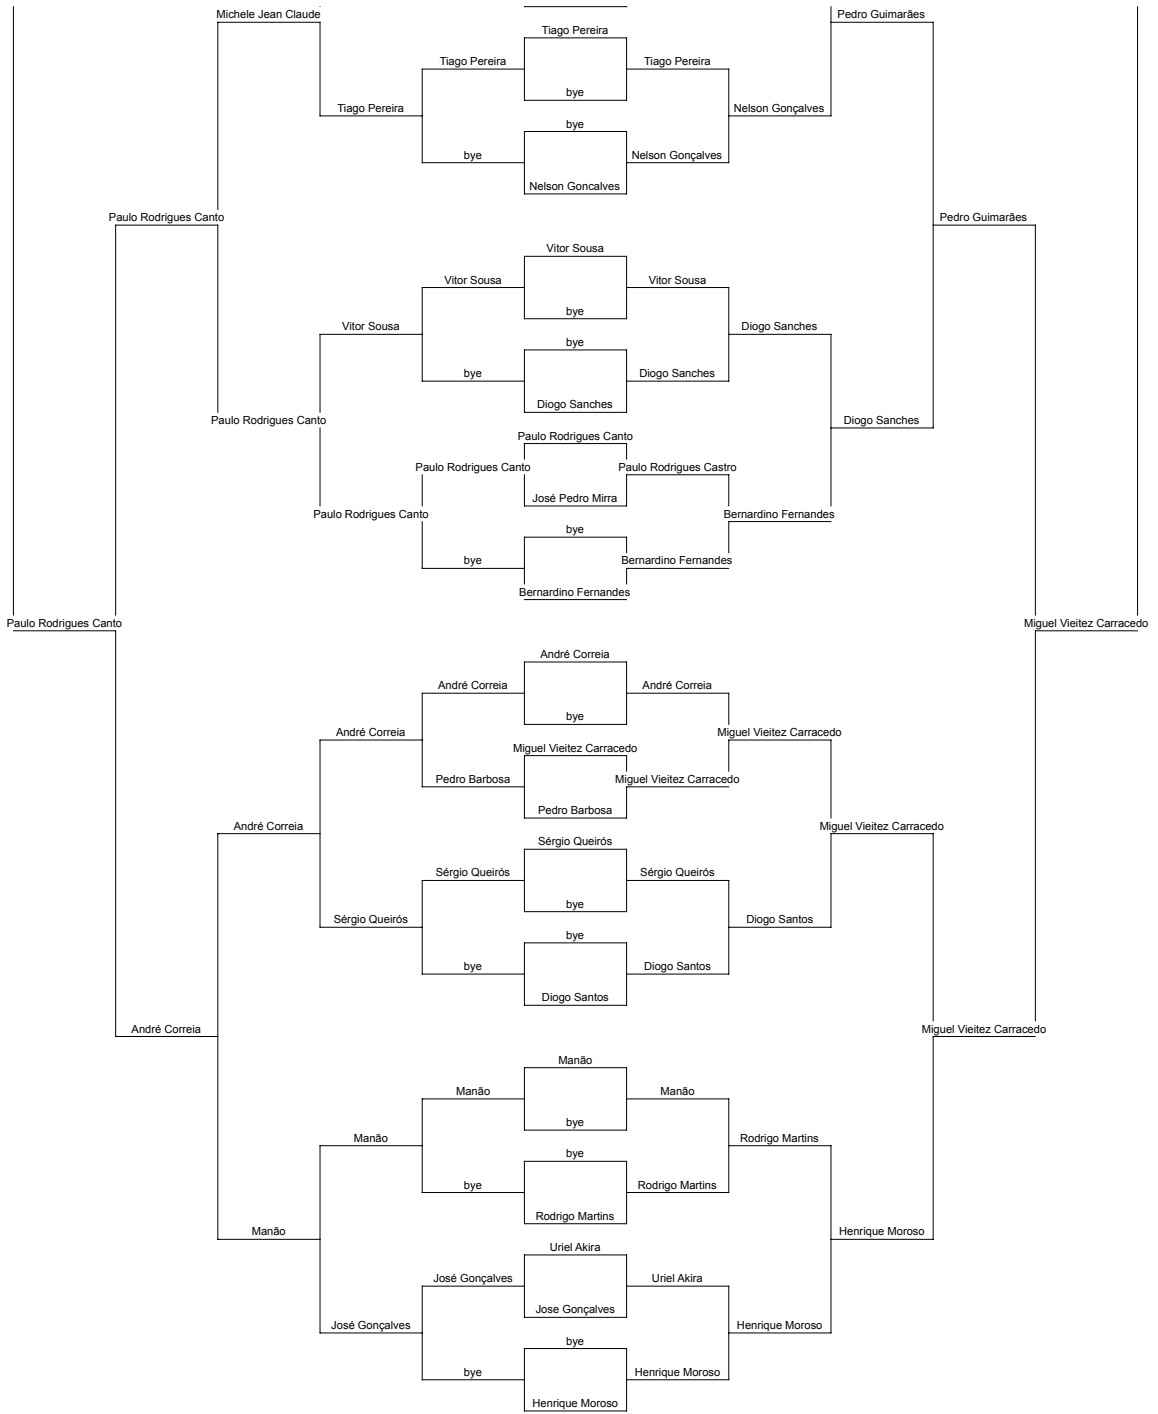 Michele Jean Claude
Pedro Guimarães
Tiago Pereira
Tiago Pereira
Tiago Pereira
bye
Tiago Pereira
Nelson Gonçalves
bye
bye
Nelson Gonçalves
Nelson Goncalves
Paulo Rodrigues Canto
Pedro Guimarães
Vitor Sousa
Vitor Sousa
Vitor Sousa
bye
Vitor Sousa
Diogo Sanches
bye
bye
Diogo Sanches
Diogo Sanches
Paulo Rodrigues Canto
Diogo Sanches
Paulo Rodrigues Canto
Paulo Rodrigues Canto
Paulo Rodrigues Castro
José Pedro Mirra
Paulo Rodrigues Canto
Bernardino Fernandes
bye
bye
Bernardino Fernandes
Bernardino Fernandes
Paulo Rodrigues Canto
Miguel Vieitez Carracedo
André Correia
André Correia
André Correia
bye
André Correia
Miguel Vieitez Carracedo
Miguel Vieitez Carracedo
Pedro Barbosa
Miguel Vieitez Carracedo
Pedro Barbosa
André Correia
Miguel Vieitez Carracedo
Sérgio Queirós
Sérgio Queirós
Sérgio Queirós
bye
Sérgio Queirós
Diogo Santos
bye
bye
Diogo Santos
Diogo Santos
André Correia
Miguel Vieitez Carracedo
Manão
Manão
Manão
bye
Manão
Rodrigo Martins
bye
bye
Rodrigo Martins
Rodrigo Martins
Manão
Henrique Moroso
Uriel Akira
José Gonçalves
Uriel Akira
Jose Gonçalves
José Gonçalves
Henrique Moroso
bye
bye
Henrique Moroso
Henrique Moroso